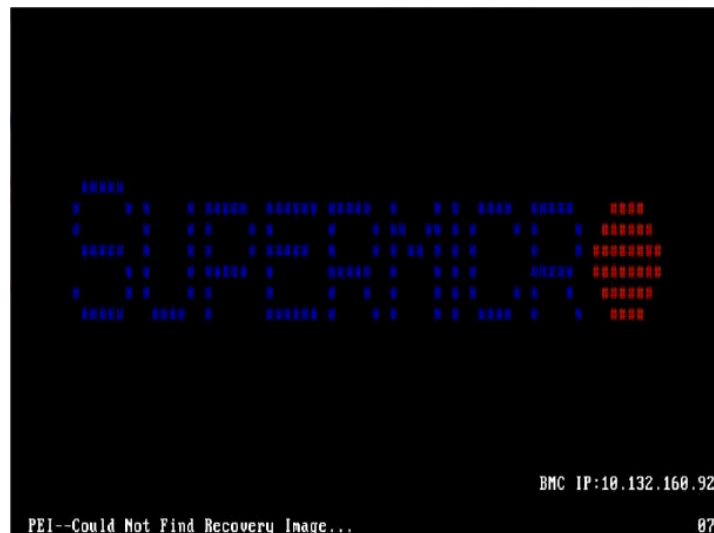 SUPERMICRO
BMC IP:10.132.160.92
PEI--Could Not Find Recovery Image... 07